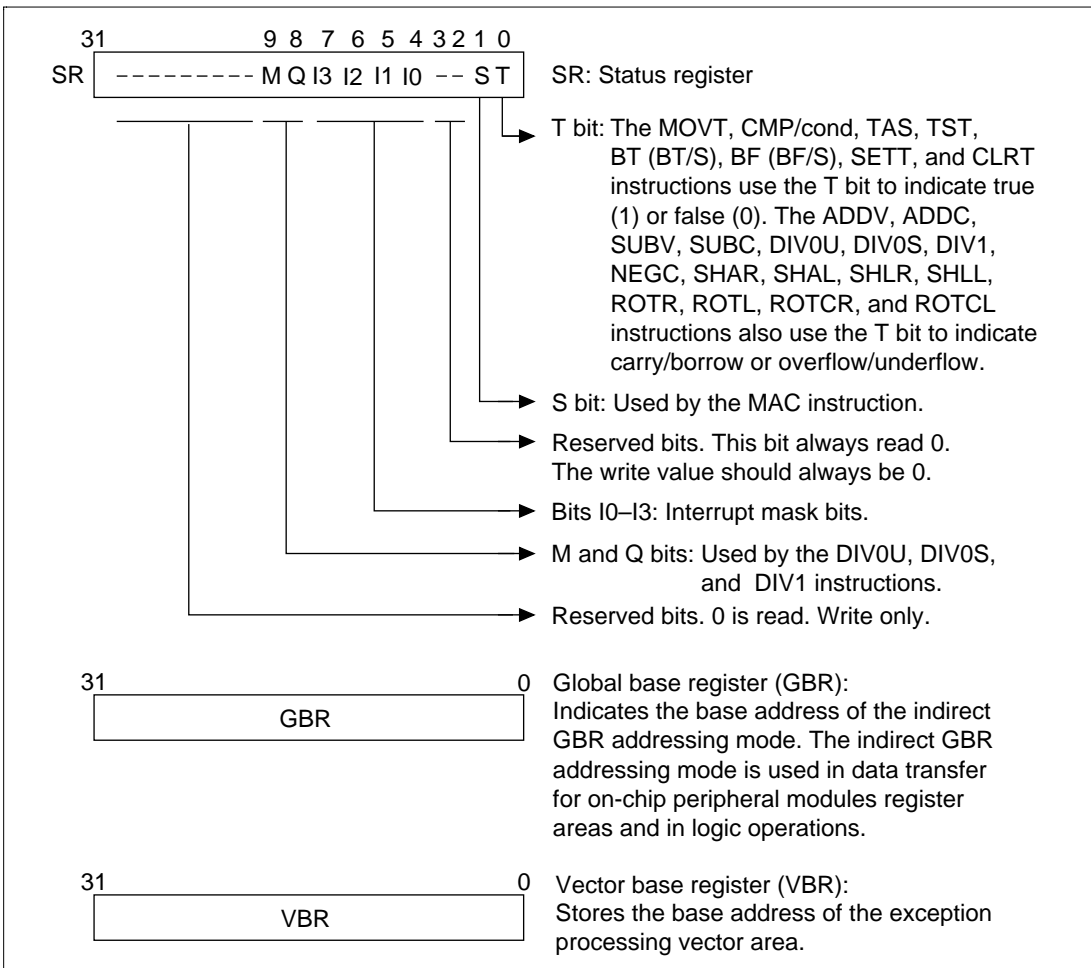 31 9 8 7 6 5 4 3 2 1 0
SR ---------- M Q I3 I2 I1 I0 -- S T SR: Status register
T bit: The MOVT, CMP/cond, TAS, TST,
BT (BT/S), BF (BF/S), SETT, and CLRT
instructions use the T bit to indicate true
(1) or false (0). The ADDV, ADDC,
SUBV, SUBC, DIV0U, DIV0S, DIV1,
NEGC, SHAR, SHAL, SHLR, SHLL,
ROTR, ROTL, ROTCR, and ROTCL
instructions also use the T bit to indicate
carry/borrow or overflow/underflow.
S bit: Used by the MAC instruction.
Reserved bits. This bit always read 0.
The write value should always be 0.
Bits I0–I3: Interrupt mask bits.
M and Q bits: Used by the DIV0U, DIV0S,
and DIV1 instructions.
Reserved bits. 0 is read. Write only.
31 0 Global base register (GBR):
Indicates the base address of the indirect
GBR
GBR addressing mode. The indirect GBR
addressing mode is used in data transfer
for on-chip peripheral modules register
areas and in logic operations.
31 0 Vector base register (VBR):
VBR
Stores the base address of the exception
processing vector area.